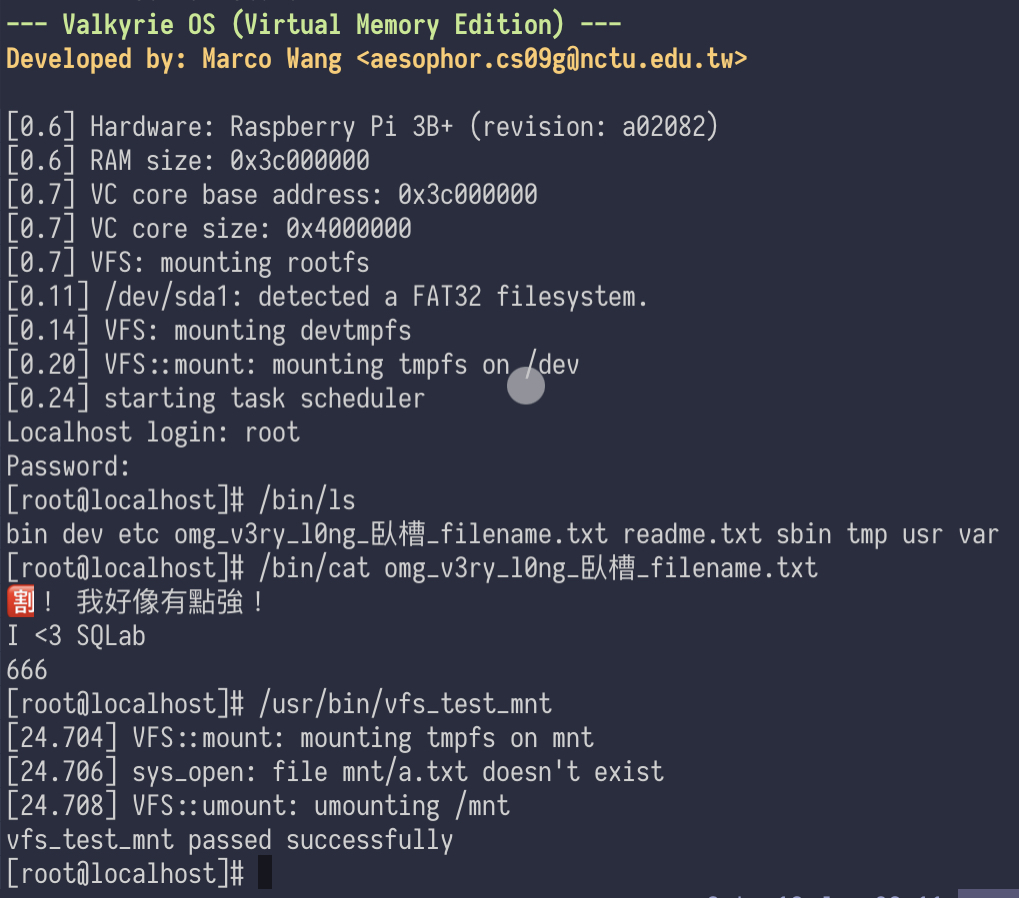 --- Valkyrie OS (Virtual Memory Edition) ---
Developed by: Marco Wang <aesophor.cs09g@nctu.edu.tw>
[0.6] Hardware: Raspberry Pi 3B+ (revision: a02082)
[0.6] RAM size: 0x3c000000
[0.7] VC core base address: 0x3c000000
[0.7] VC core size: 0x4000000
[0.7] VFS: mounting rootfs
[0.11] /dev/sda1: detected a FAT32 filesystem.
[0.14] VFS: mounting devtmpfs
[0.20] VFS::mount: mounting tmpfs on /dev
[0.24] starting task scheduler
Localhost login: root
Password:
[root@localhost]# /bin/ls
bin dev etc omg_v3ry_l0ng_臥槽_filename.txt readme.txt sbin tmp usr var
[root@localhost]# /bin/cat omg_v3ry_l0ng_臥槽_filename.txt
🈹！ 我好像有點強！
I <3 SQLab
666
[root@localhost]# /usr/bin/vfs_test_mnt
[24.704] VFS::mount: mounting tmpfs on mnt
[24.706] sys_open: file mnt/a.txt doesn't exist
[24.708] VFS::umount: umounting /mnt
vfs_test_mnt passed successfully
[root@localhost]#